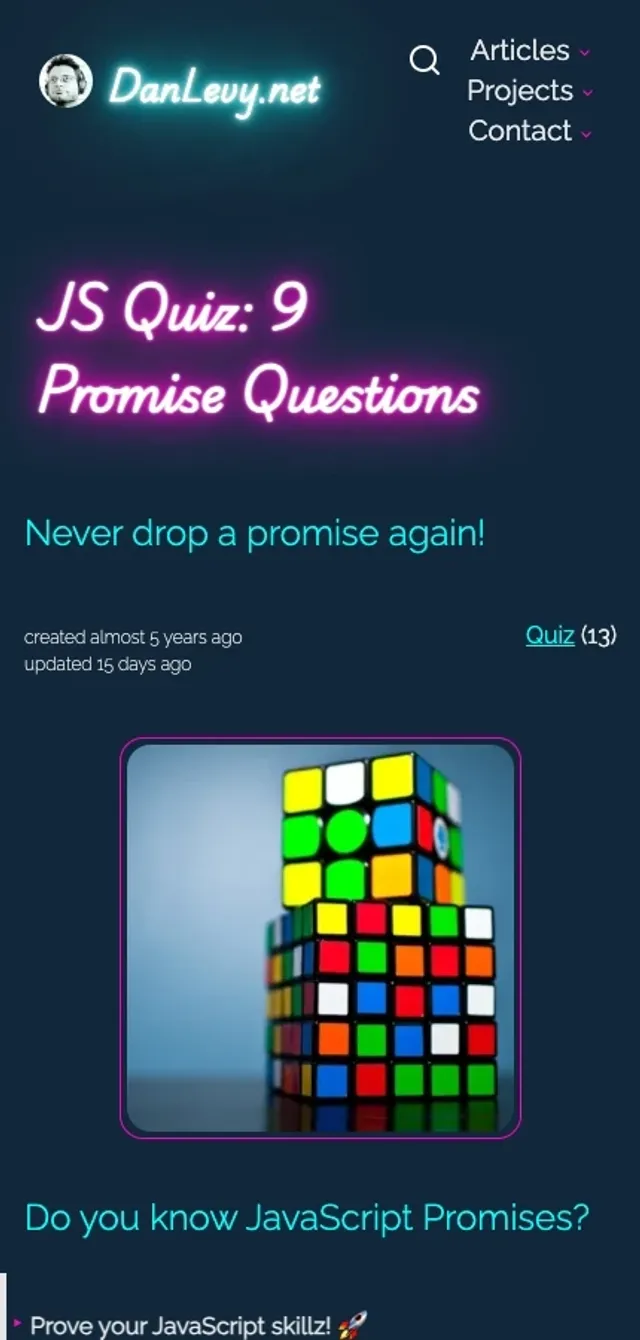 DanLevy.net
Articles
Projects
Contact
JS Quiz: 9
Promise Questions
Never drop a promise again!
created almost 5 years ago
updated 15 days ago
Quiz (13)
Do you know JavaScript Promises?
Prove your JavaScript skillz! 🚀